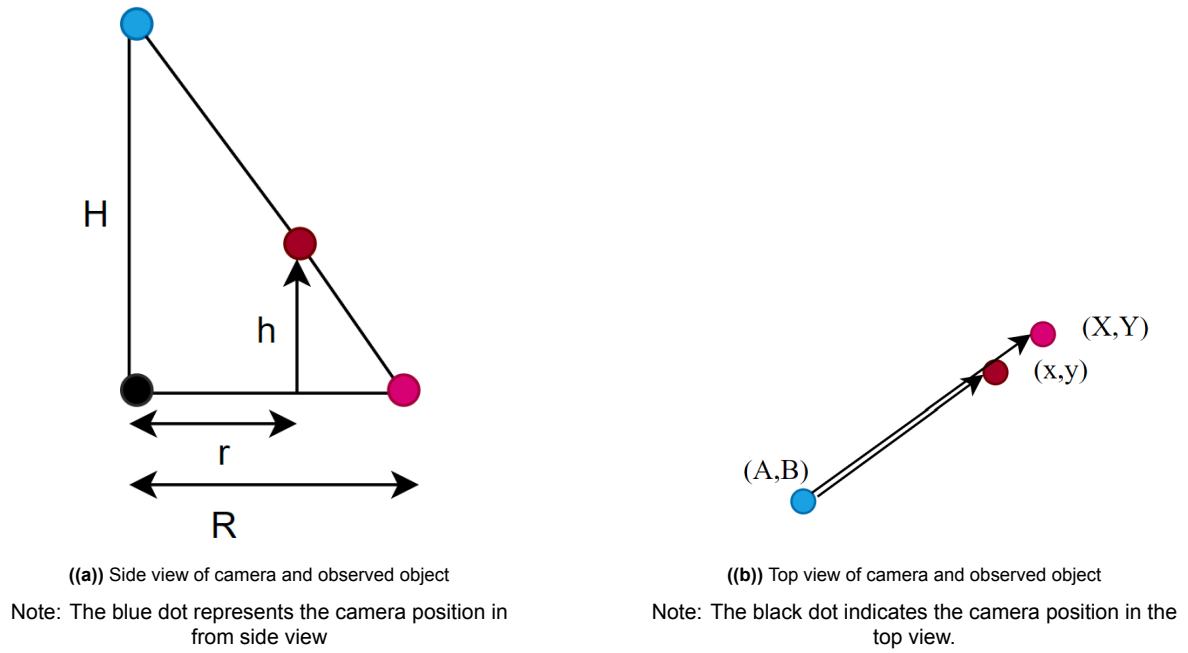 H
h
r
R
((a)) Side view of camera and observed object
Note: The blue dot represents the camera position in
from side view
(X,Y)
(x,y)
(A,B)
((b)) Top view of camera and observed object
Note: The black dot indicates the camera position in the
top view.